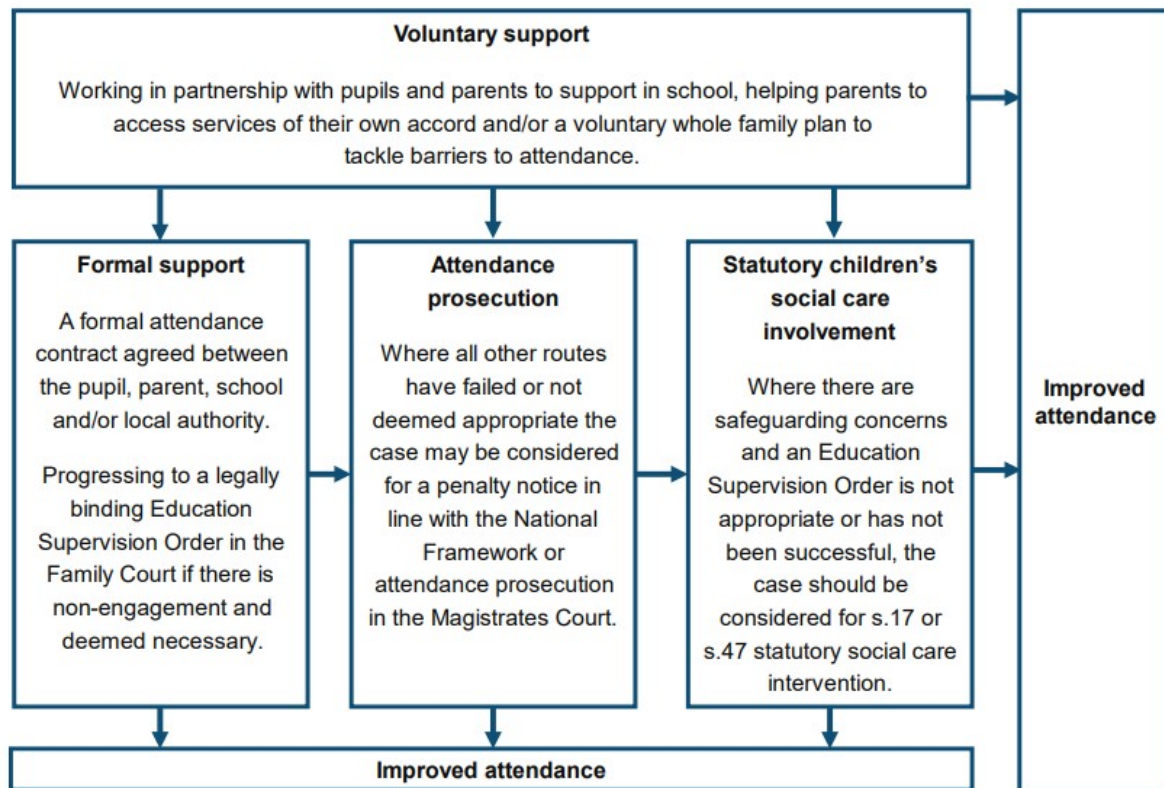 Voluntary support
Working in partnership with pupils and parents to support in school, helping parents to
access services of their own accord and/or a voluntary whole family plan to
tackle barriers to attendance.
Formal support
A formal attendance
contract agreed between
the pupil, parent, school
and/or local authority.
Progressing to a legally
binding Education
Supervision Order in the
Family Court if there is
non-engagement and
deemed necessary.
Attendance
prosecution
Where all other routes
have failed or not
deemed appropriate the
case may be considered
for a penalty notice in
line with the National
Framework or
attendance prosecution
in the Magistrates Court.
Statutory children’s
social care
involvement
Where there are
safeguarding concerns
and an Education
Supervision Order is not
appropriate or has not
been successful, the
case should be
considered for s.17 or
s.47 statutory social care
intervention.
Improved
attendance
Improved attendance